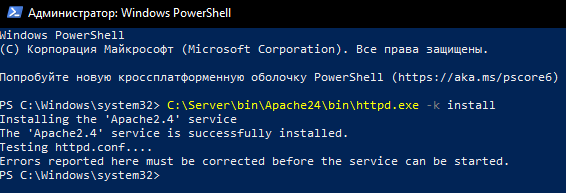 Администратор: Windows PowerShell
Windows PowerShell
(C) Корпорация Майкрософт (Microsoft Corporation). Все права защищены.
Попробуйте новую кроссплатформенную оболочку PowerShell (https://aka.ms/pscore6)
PS C:\Windows\system32> C:\Server\bin\Apache24\bin\httpd.exe -k install
Installing the 'Apache2.4' service
The 'Apache2.4' service is successfully installed.
Testing httpd.conf....
Errors reported here must be corrected before the service can be started.
PS C:\Windows\system32>